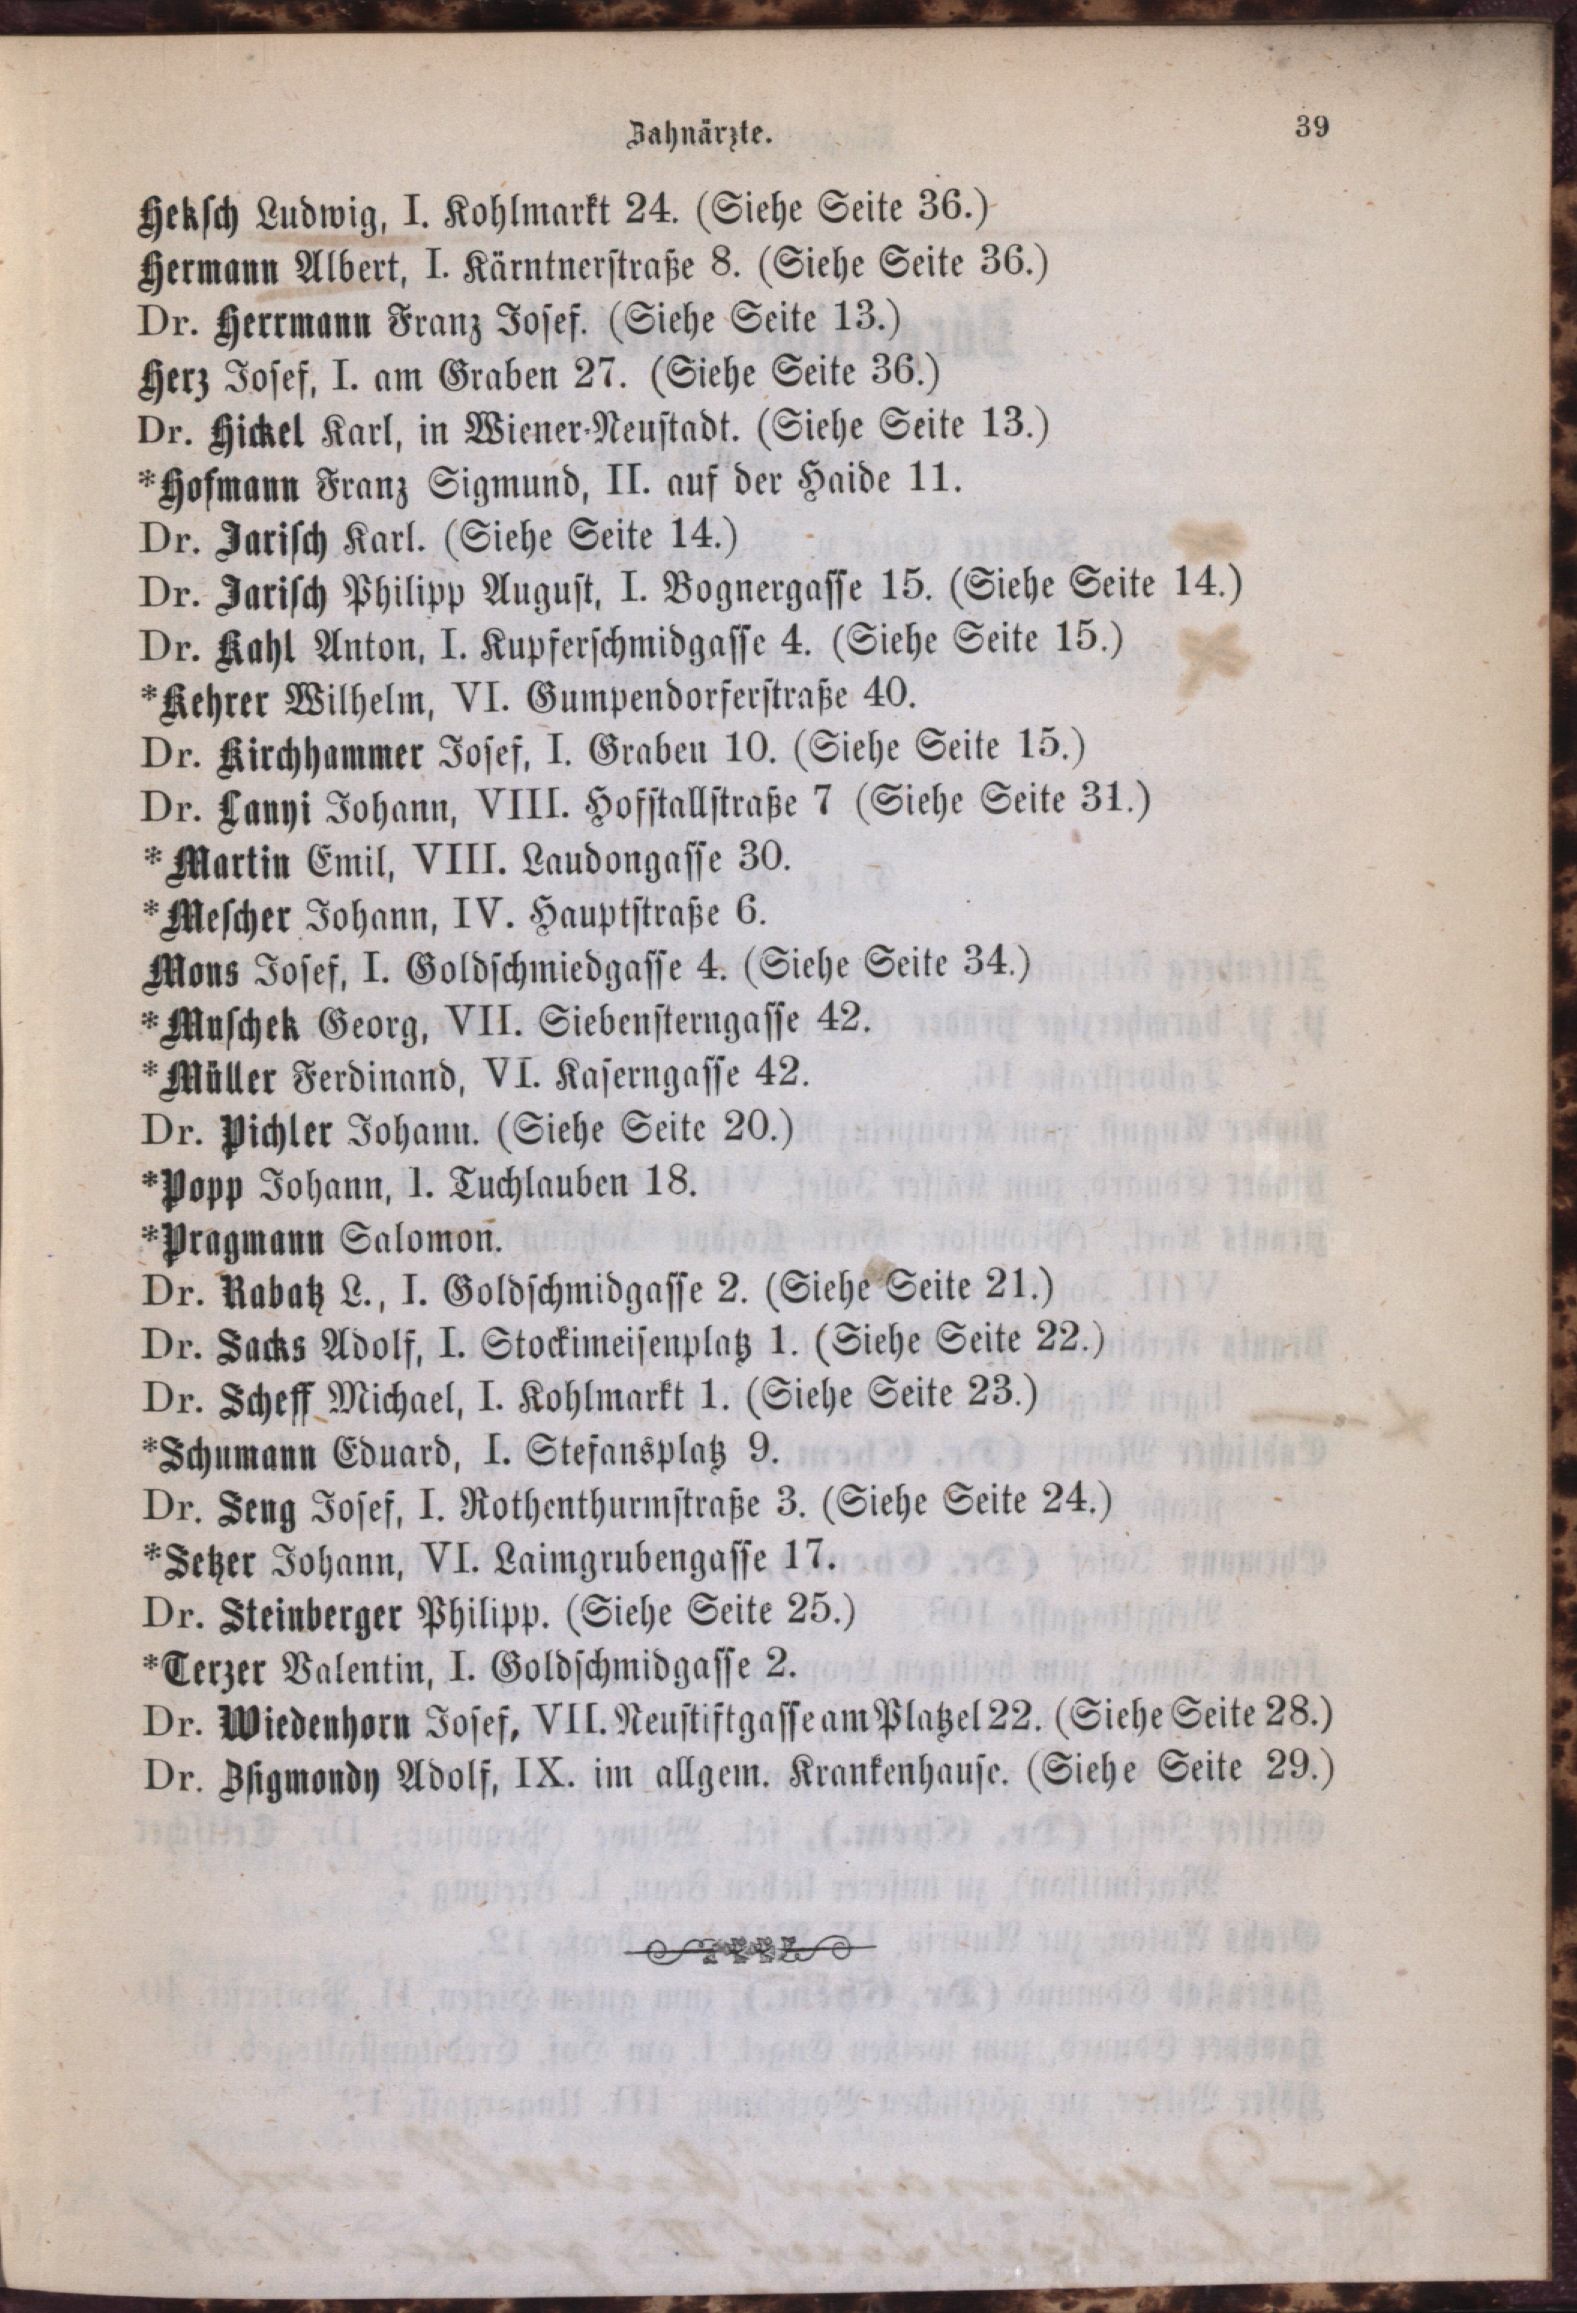 Zahnärzte.
39
Heksch Ludwig, I. Kohlmarkt 24. (Siehe Seite 36.)
Hermann Albert, I. Kärntnerstraße 8. (Siehe Seite 36.)
Dr. Herrmann Franz Josef. (Siehe Seite 13.)
Herz Josef, I. am Graben 27. (Siehe Seite 36.)
Dr. Hickel Karl, in Wiener-Neustadt. (Siehe Seite 13.)
*Hofmann Franz Sigmund, II. auf der Haide 11.
Dr. Jarisch Karl. (Siehe Seite 14.)
Dr. Jarisch Philipp August, I. Bognergasse 15. (Siehe Seite 14.)
Dr. Kahl Anton, I. Kupferschmidgasse 4. (Siehe Seite 15.)
*Kehrer Wilhelm, VI. Gumpendorferstraße 40.
Dr. Kirchhammer Josef, I. Graben 10. (Siehe Seite 15.)
Dr. Lanyi Johann, VIII. Hofstallstraße 7 (Siehe Seite 31.)
*Martin Emil, VIII. Laudongasse 30.
*Mescher Johann, IV. Hauptstraße 6.
Mons Josef, I. Goldschmiedgasse 4. (Siehe Seite 34.)
*Muschek Georg, VII. Siebensterngasse 42.
*Müller Ferdinand, VI. Kaserngasse 42.
Dr. Pichler Johann. (Siehe Seite 20.)
*Popp Johann, I. Tuchlauben 18.
*Pragmann Salomon.
Dr. Rabatz L., I. Goldschmidgasse 2. (Siehe Seite 21.)
Dr. Sacks Adolf, I. Stockimeisenplatz 1. (Siehe Seite 22.)
Dr. Scheff Michael, I. Kohlmarkt 1. (Siehe Seite 23.)
*Schumann Eduard, I. Stefansplatz 9.
Dr. Seng Josef, I. Rothenthurmstraße 3. (Siehe Seite 24.)
*Setzer Johann, VI. Laimgrubengasse 17.
Dr. Steinberger Philipp. (Siehe Seite 25.)
*Terzer Valentin, I. Goldschmidgasse 2.
Dr. Wiedenhorn Josef, VII. Neustiftgasse am Platzel 22. (Siehe Seite 28.)
Dr. Zsigmondy Adolf, IX. im allgem. Krankenhause. (Siehe Seite 29.)